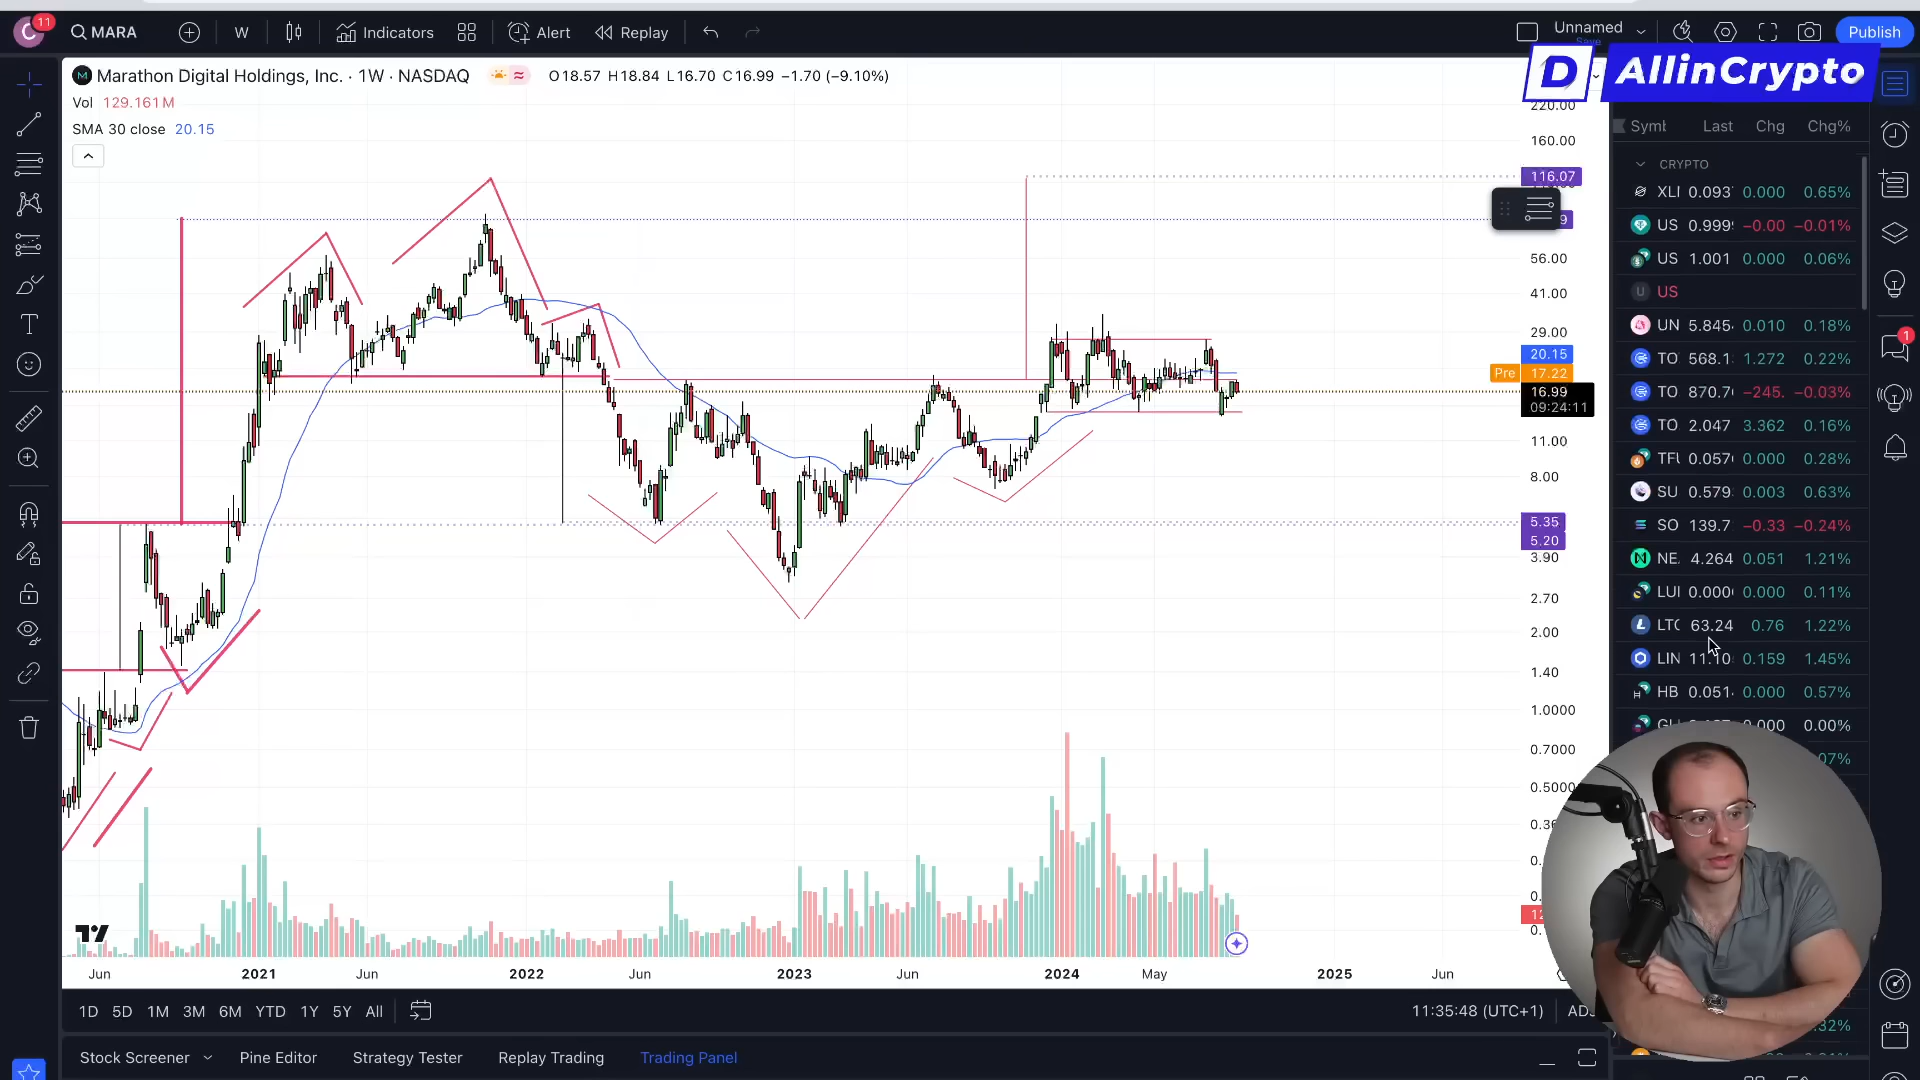 C 11 MARA W Indicators Alert Replay Unnamed Save Publish
D AllinCrypto
M Marathon Digital Holdings, Inc. · 1W · NASDAQ O18.57 H18.84 L16.70 C16.99 −1.70 (−9.10%)
Vol 129.161M
SMA 30 close 20.15
220.00
160.00
116.07
56.00
41.00
29.00
20.15
Pre 17.22
16.99
09:24:11
11.00
8.00
5.35
5.20
3.90
2.70
2.00
1.40
1.0000
0.7000
0.5000
Symb Last Chg Chg%
CRYPTO
XLI 0.093 0.000 0.65%
US 0.999 −0.00 −0.01%
US 1.001 0.000 0.06%
U US
UN 5.845 0.010 0.18%
TO 568.1 1.272 0.22%
TO 870.7 −245. −0.03%
TO 2.047 3.362 0.16%
TFU 0.057 0.000 0.28%
SU 0.579 0.003 0.63%
SO 139.7 −0.33 −0.24%
NE. 4.264 0.051 1.21%
LUI 0.000 0.000 0.11%
LTC 63.24 0.76 1.22%
LIN 11.10 0.159 1.45%
HB 0.051 0.000 0.57%
0.000 0.00%
1
Jun 2021 Jun 2022 Jun 2023 Jun 2024 May 2025 Jun
1D 5D 1M 3M 6M YTD 1Y 5Y All 11:35:48 (UTC+1)
Stock Screener Pine Editor Strategy Tester Replay Trading Trading Panel